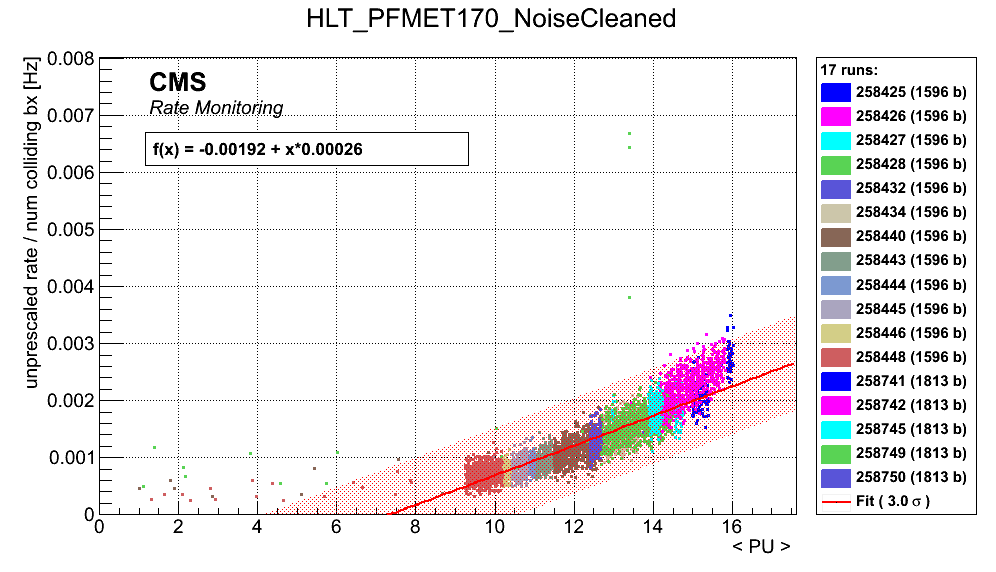 HLT_PFMET170_NoiseCleaned
unprescaled rate / num colliding bx [Hz]
0.008
0.007
0.006
0.005
0.004
0.003
0.002
0.001
0
CMS
Rate Monitoring
f(x) = -0.00192 + x*0.00026
0 2 4 6 8 10 12 14 16
< PU >
17 runs:
258425 (1596 b)
258426 (1596 b)
258427 (1596 b)
258428 (1596 b)
258432 (1596 b)
258434 (1596 b)
258440 (1596 b)
258443 (1596 b)
258444 (1596 b)
258445 (1596 b)
258446 (1596 b)
258448 (1596 b)
258741 (1813 b)
258742 (1813 b)
258745 (1813 b)
258749 (1813 b)
258750 (1813 b)
Fit ( 3.0 σ )